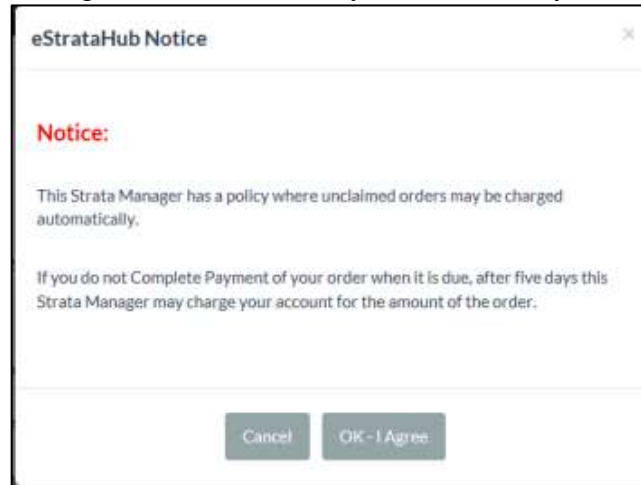 eStrataHub Notice
×
Notice:
This Strata Manager has a policy where unclaimed orders may be charged
automatically.
If you do not Complete Payment of your order when it is due, after five days this
Strata Manager may charge your account for the amount of the order.
Cancel
OK - I Agree